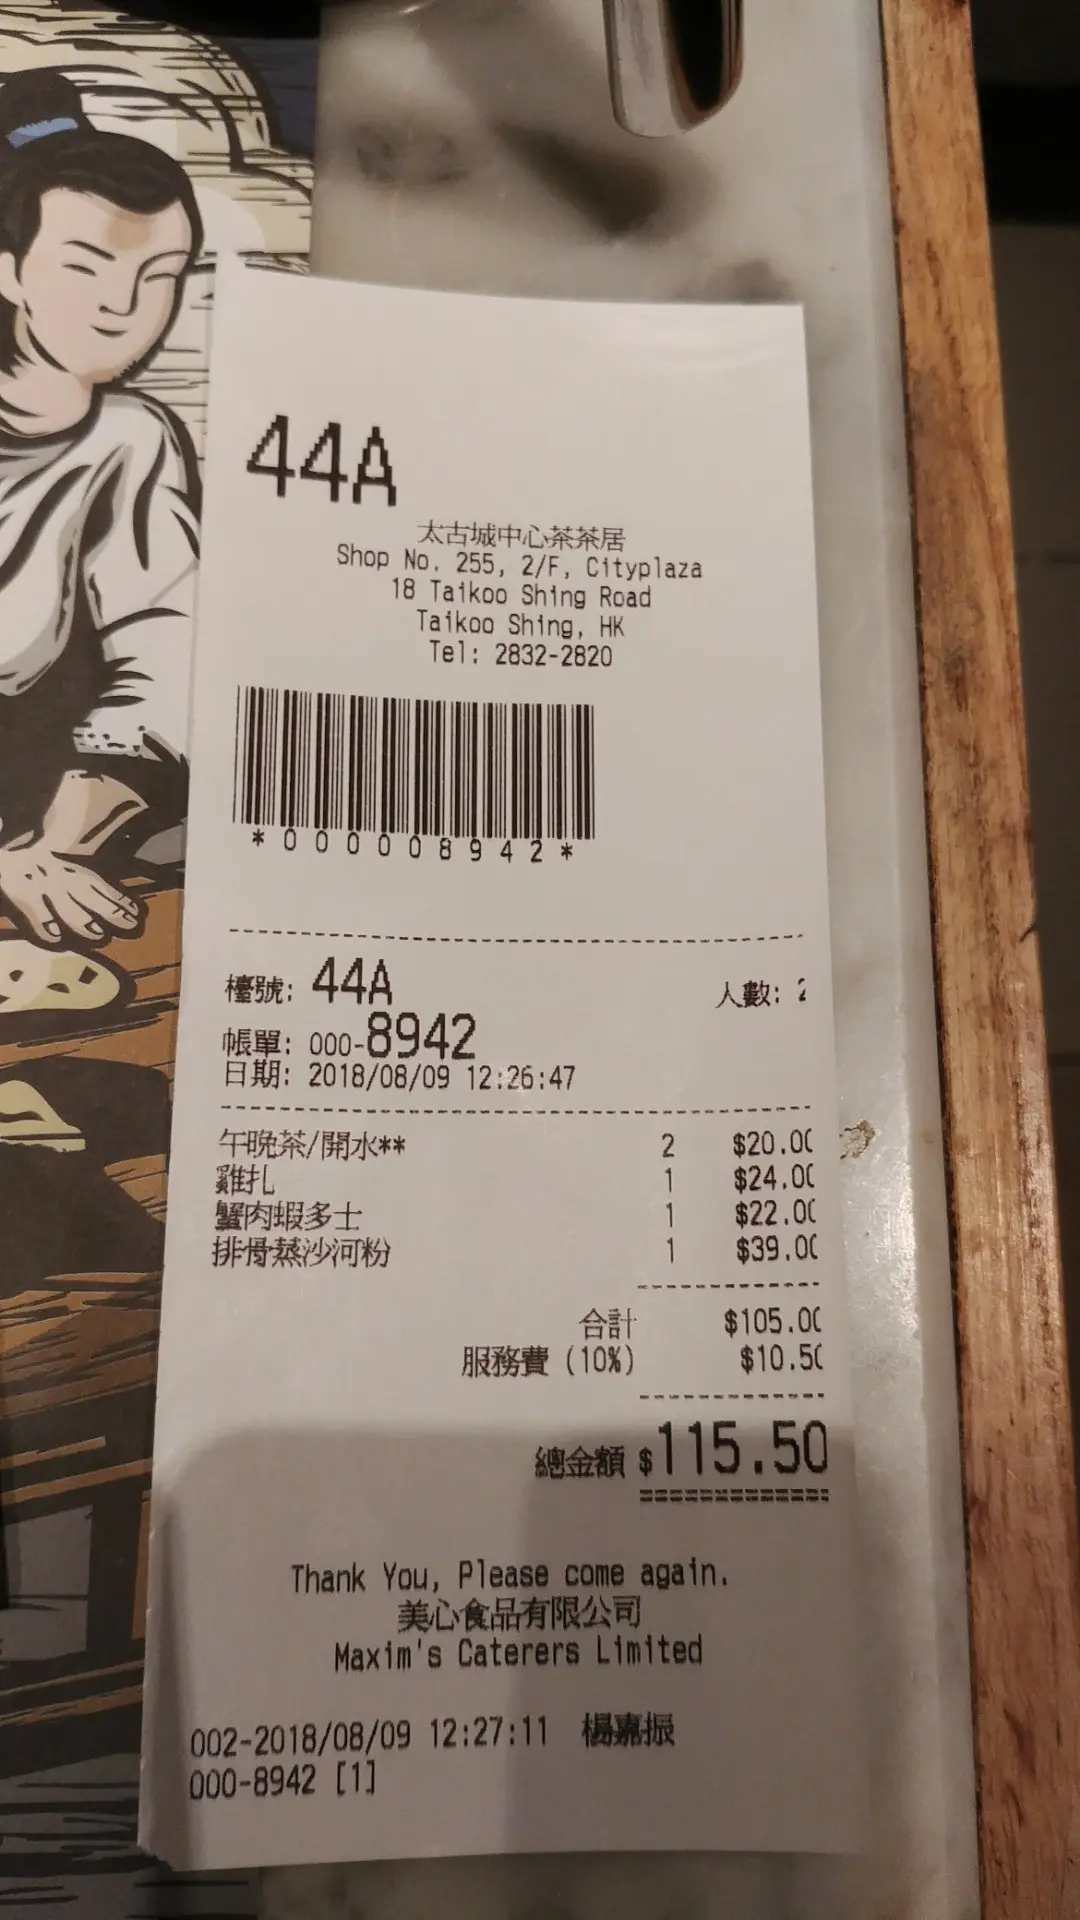 44A
太古城中心茶茶居
Shop No. 255, 2/F, Cityplaza
18 Taikoo Shing Road
Taikoo Shing, HK
Tel: 2832-2820
*000008942*
檯號: 44A 人數: 2
帳單: 000-8942
日期: 2018/08/09 12:26:47
午晚茶/開水** 2 $20.00
雞扎 1 $24.00
蟹肉蝦多士 1 $22.00
排骨蒸沙河粉 1 $39.00
合計 $105.00
服務費 (10%) $10.50
總金額 $115.50
Thank You, Please come again.
美心食品有限公司
Maxim's Caterers Limited
002-2018/08/09 12:27:11 楊嘉振
000-8942 [1]